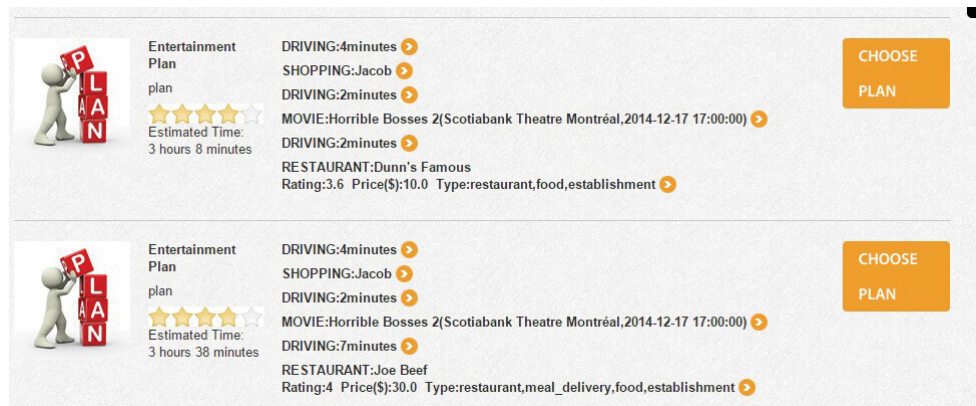 PLAN
Entertainment
Plan
plan
Estimated Time:
3 hours 8 minutes
DRIVING:4minutes
SHOPPING:Jacob
DRIVING:2minutes
MOVIE:Horrible Bosses 2(Scotiabank Theatre Montréal,2014-12-17 17:00:00)
DRIVING:2minutes
RESTAURANT:Dunn's Famous
Rating:3.6 Price($):10.0 Type:restaurant,food,establishment
CHOOSE
PLAN
PLAN
Entertainment
Plan
plan
Estimated Time:
3 hours 38 minutes
DRIVING:4minutes
SHOPPING:Jacob
DRIVING:2minutes
MOVIE:Horrible Bosses 2(Scotiabank Theatre Montréal,2014-12-17 17:00:00)
DRIVING:7minutes
RESTAURANT:Joe Beef
Rating:4 Price($):30.0 Type:restaurant,meal_delivery,food,establishment
CHOOSE
PLAN